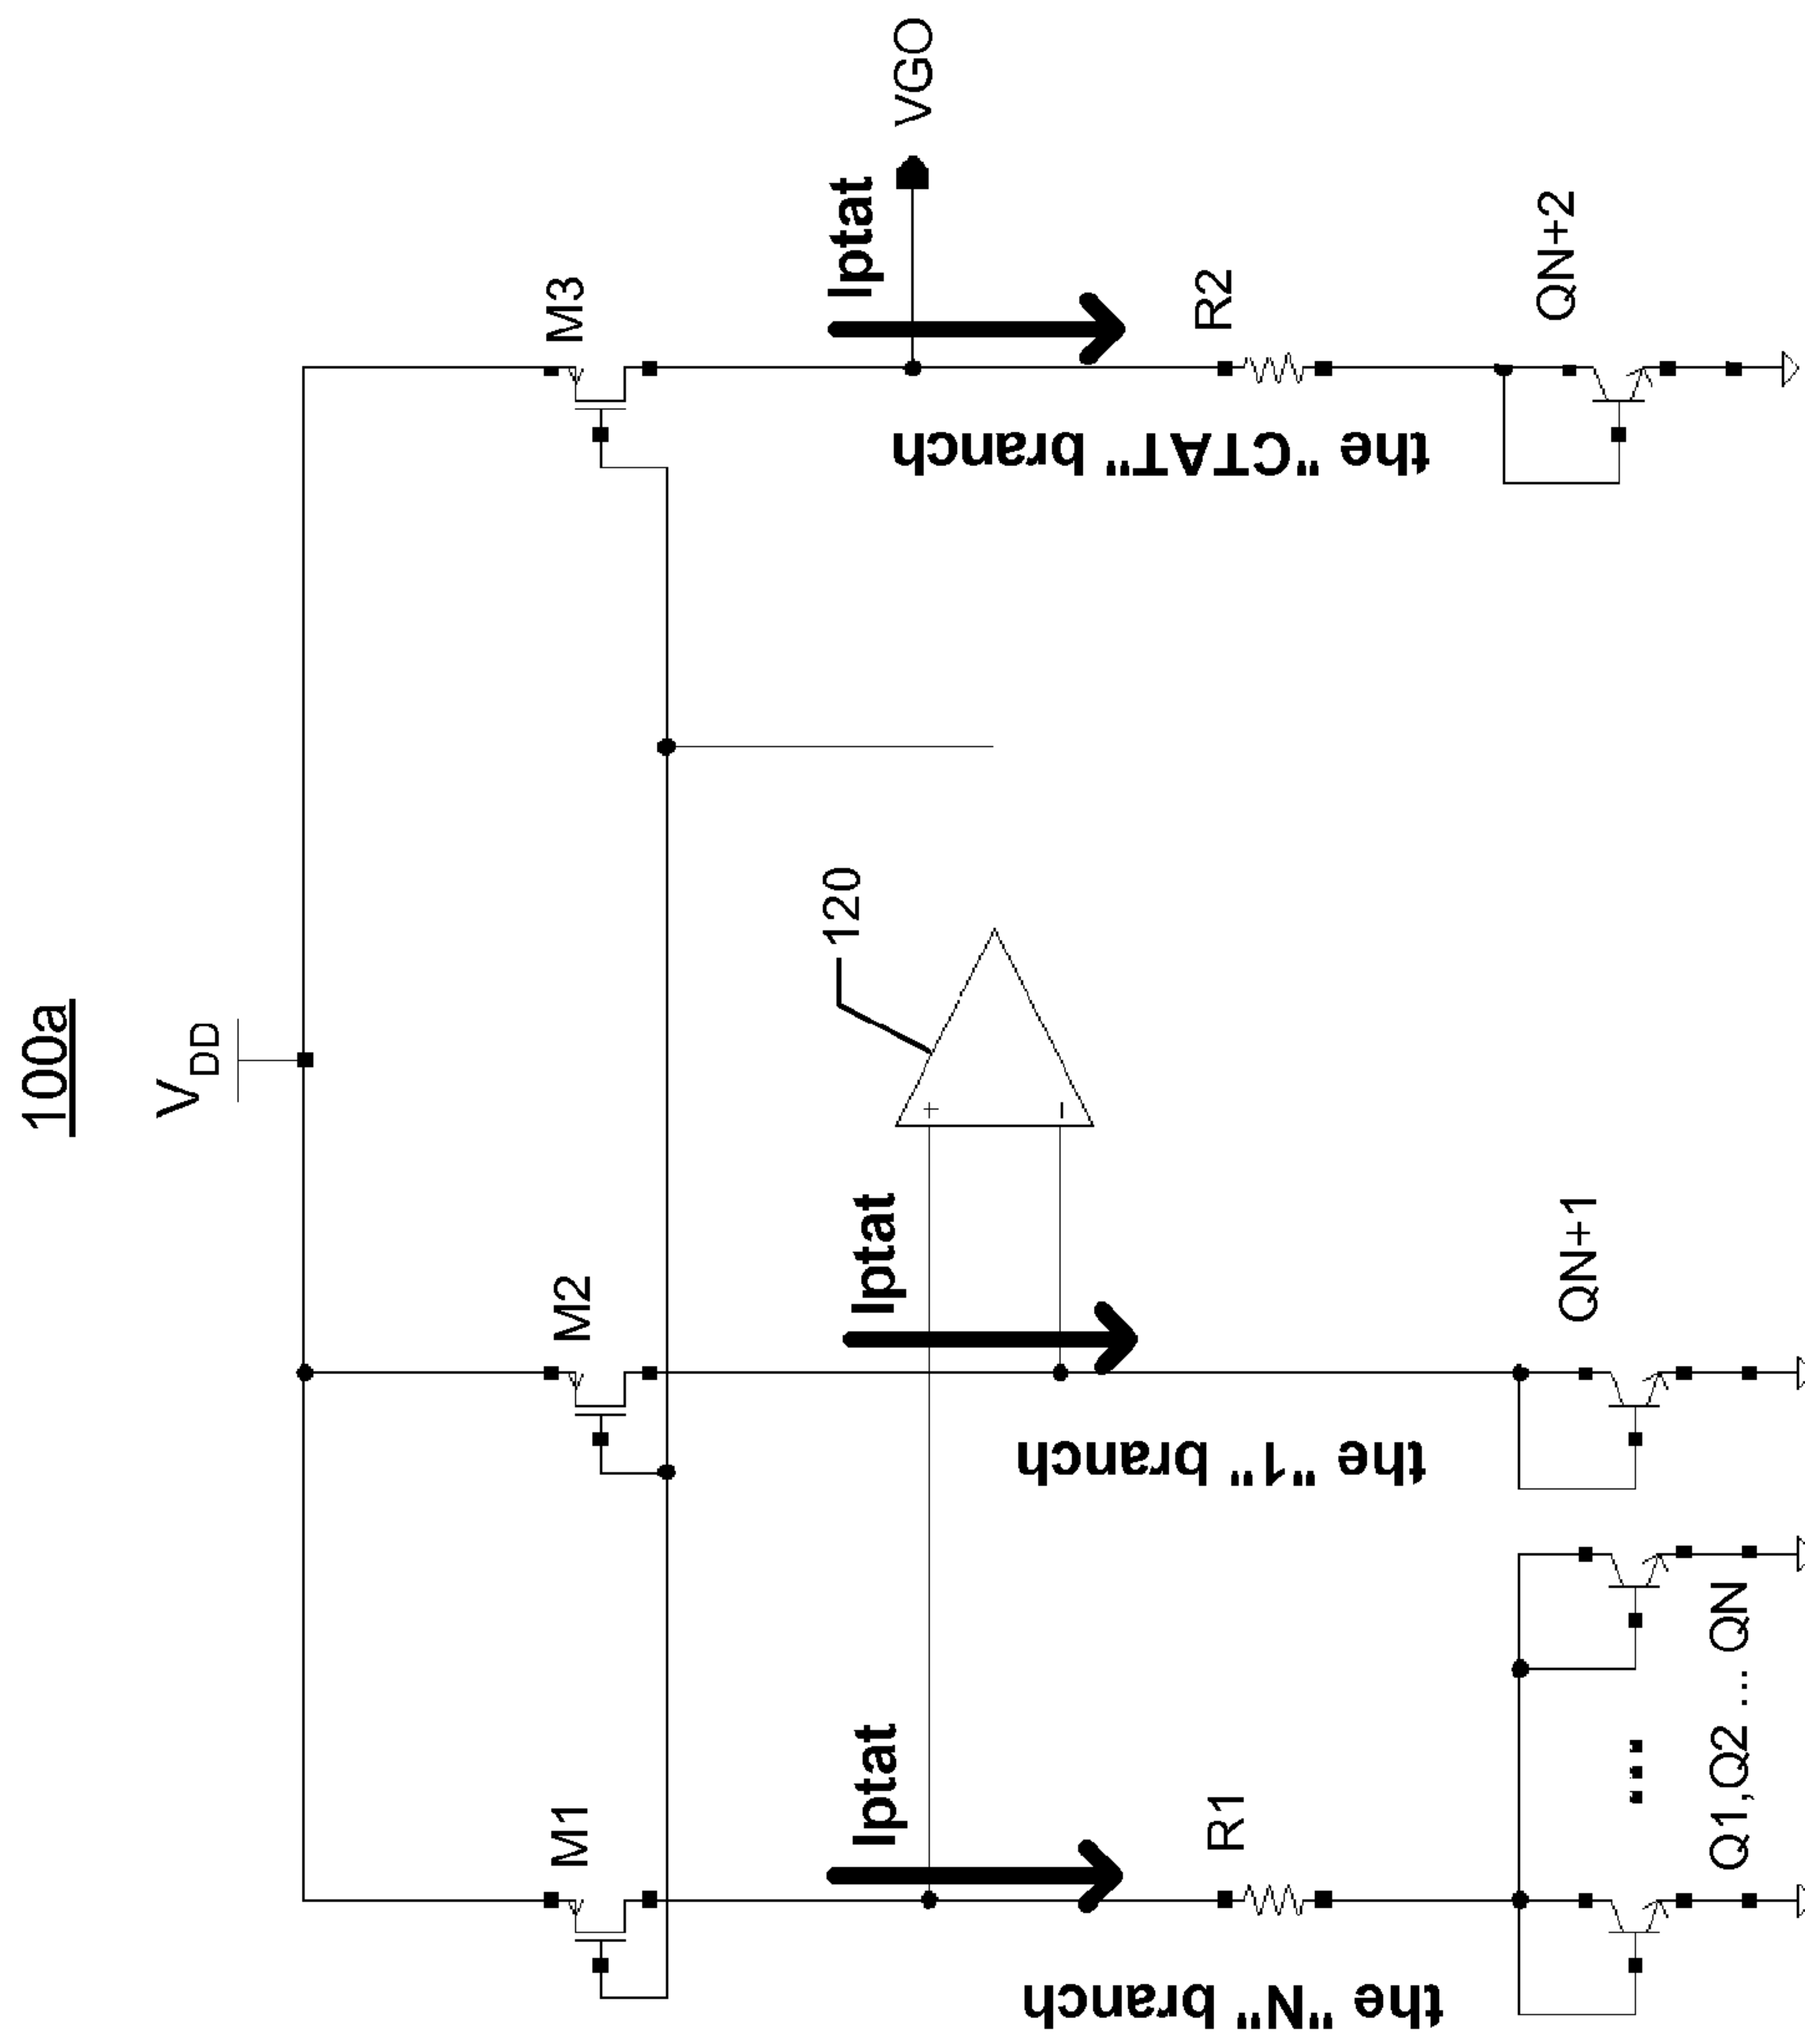 100a
VDD
M1
M2
M3
Iptat
Iptat
Iptat
VGO
120
+
−
the "N" branch
the "1" branch
the "CTAT" branch
R1
R2
Q1,Q2 ... QN
...
QN+1
QN+2